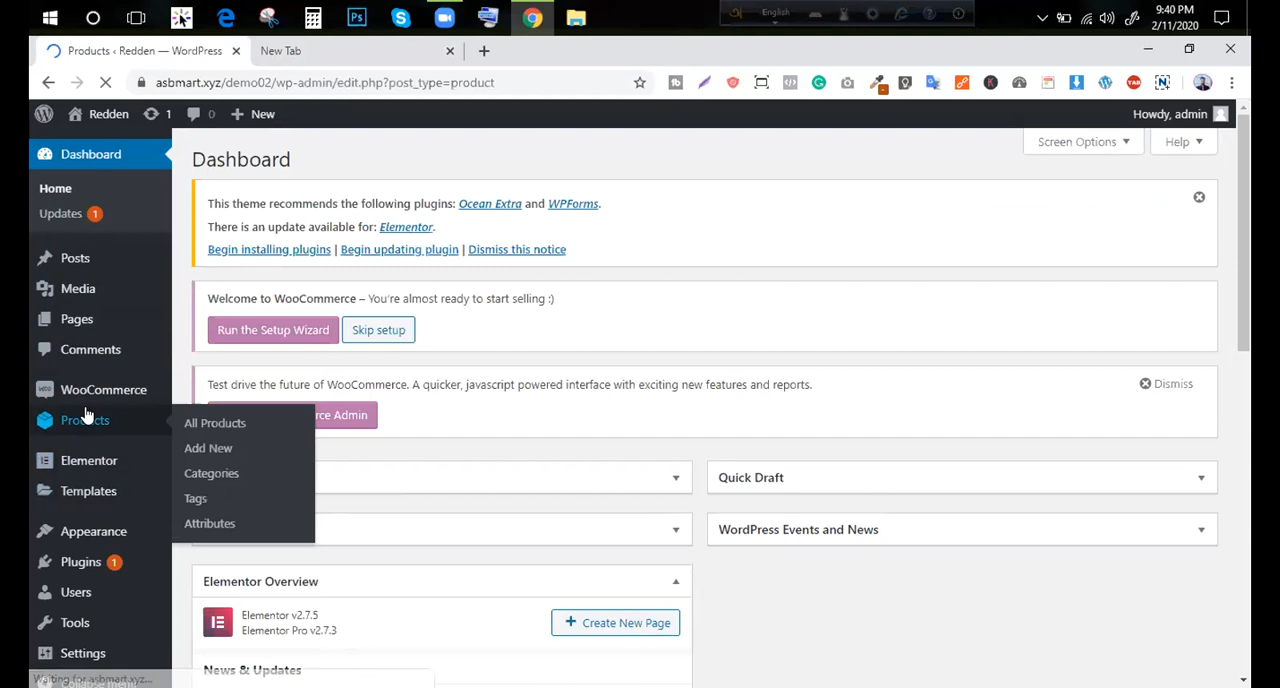 English
9:40 PM
2/11/2020
Products ‹ Redden — WordPress
New Tab
asbmart.xyz/demo02/wp-admin/edit.php?post_type=product
Redden
1
0
New
Howdy, admin
Dashboard
Home
Updates 1
Posts
Media
Pages
Comments
WooCommerce
Products
Elementor
Templates
Appearance
Plugins 1
Users
Tools
Settings
Collapse menu
Waiting for asbmart.xyz...
All Products
Add New
Categories
Tags
Attributes
Dashboard
Screen Options
Help
This theme recommends the following plugins: Ocean Extra and WPForms.
There is an update available for: Elementor.
Begin installing plugins | Begin updating plugin | Dismiss this notice
Welcome to WooCommerce – You're almost ready to start selling :)
Run the Setup Wizard
Skip setup
Test drive the future of WooCommerce. A quicker, javascript powered interface with exciting new features and reports.
Dismiss
rce Admin
Quick Draft
WordPress Events and News
Elementor Overview
Elementor v2.7.5
Elementor Pro v2.7.3
Create New Page
News & Updates